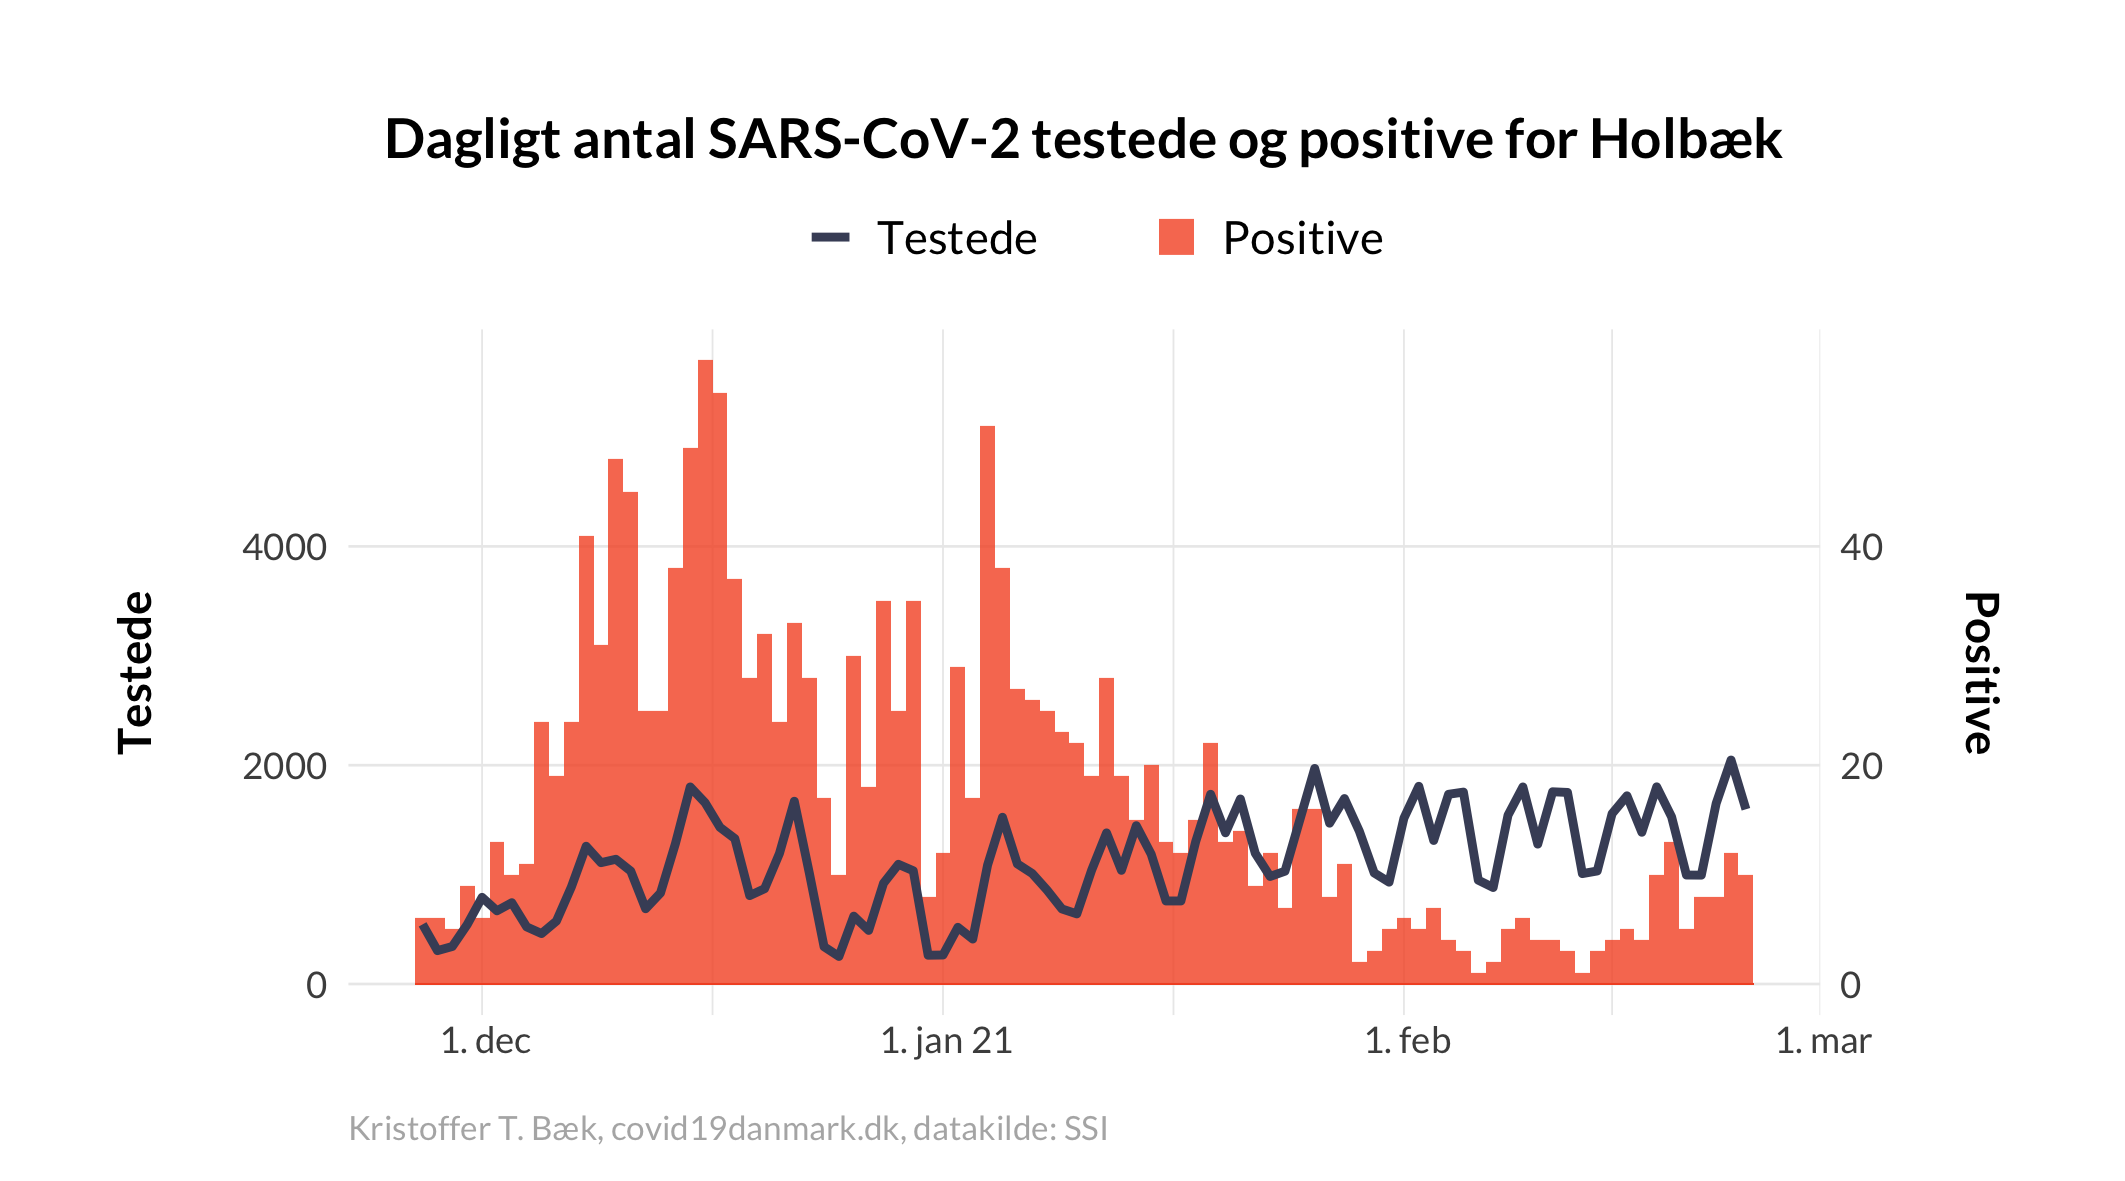 Dagligt antal SARS-CoV-2 testede og positive for Holbæk
Testede
Positive
4000
2000
0
Testede
40
20
0
Positive
1. dec
1. jan 21
1. feb
1. mar
Kristoffer T. Bæk, covid19danmark.dk, datakilde: SSI